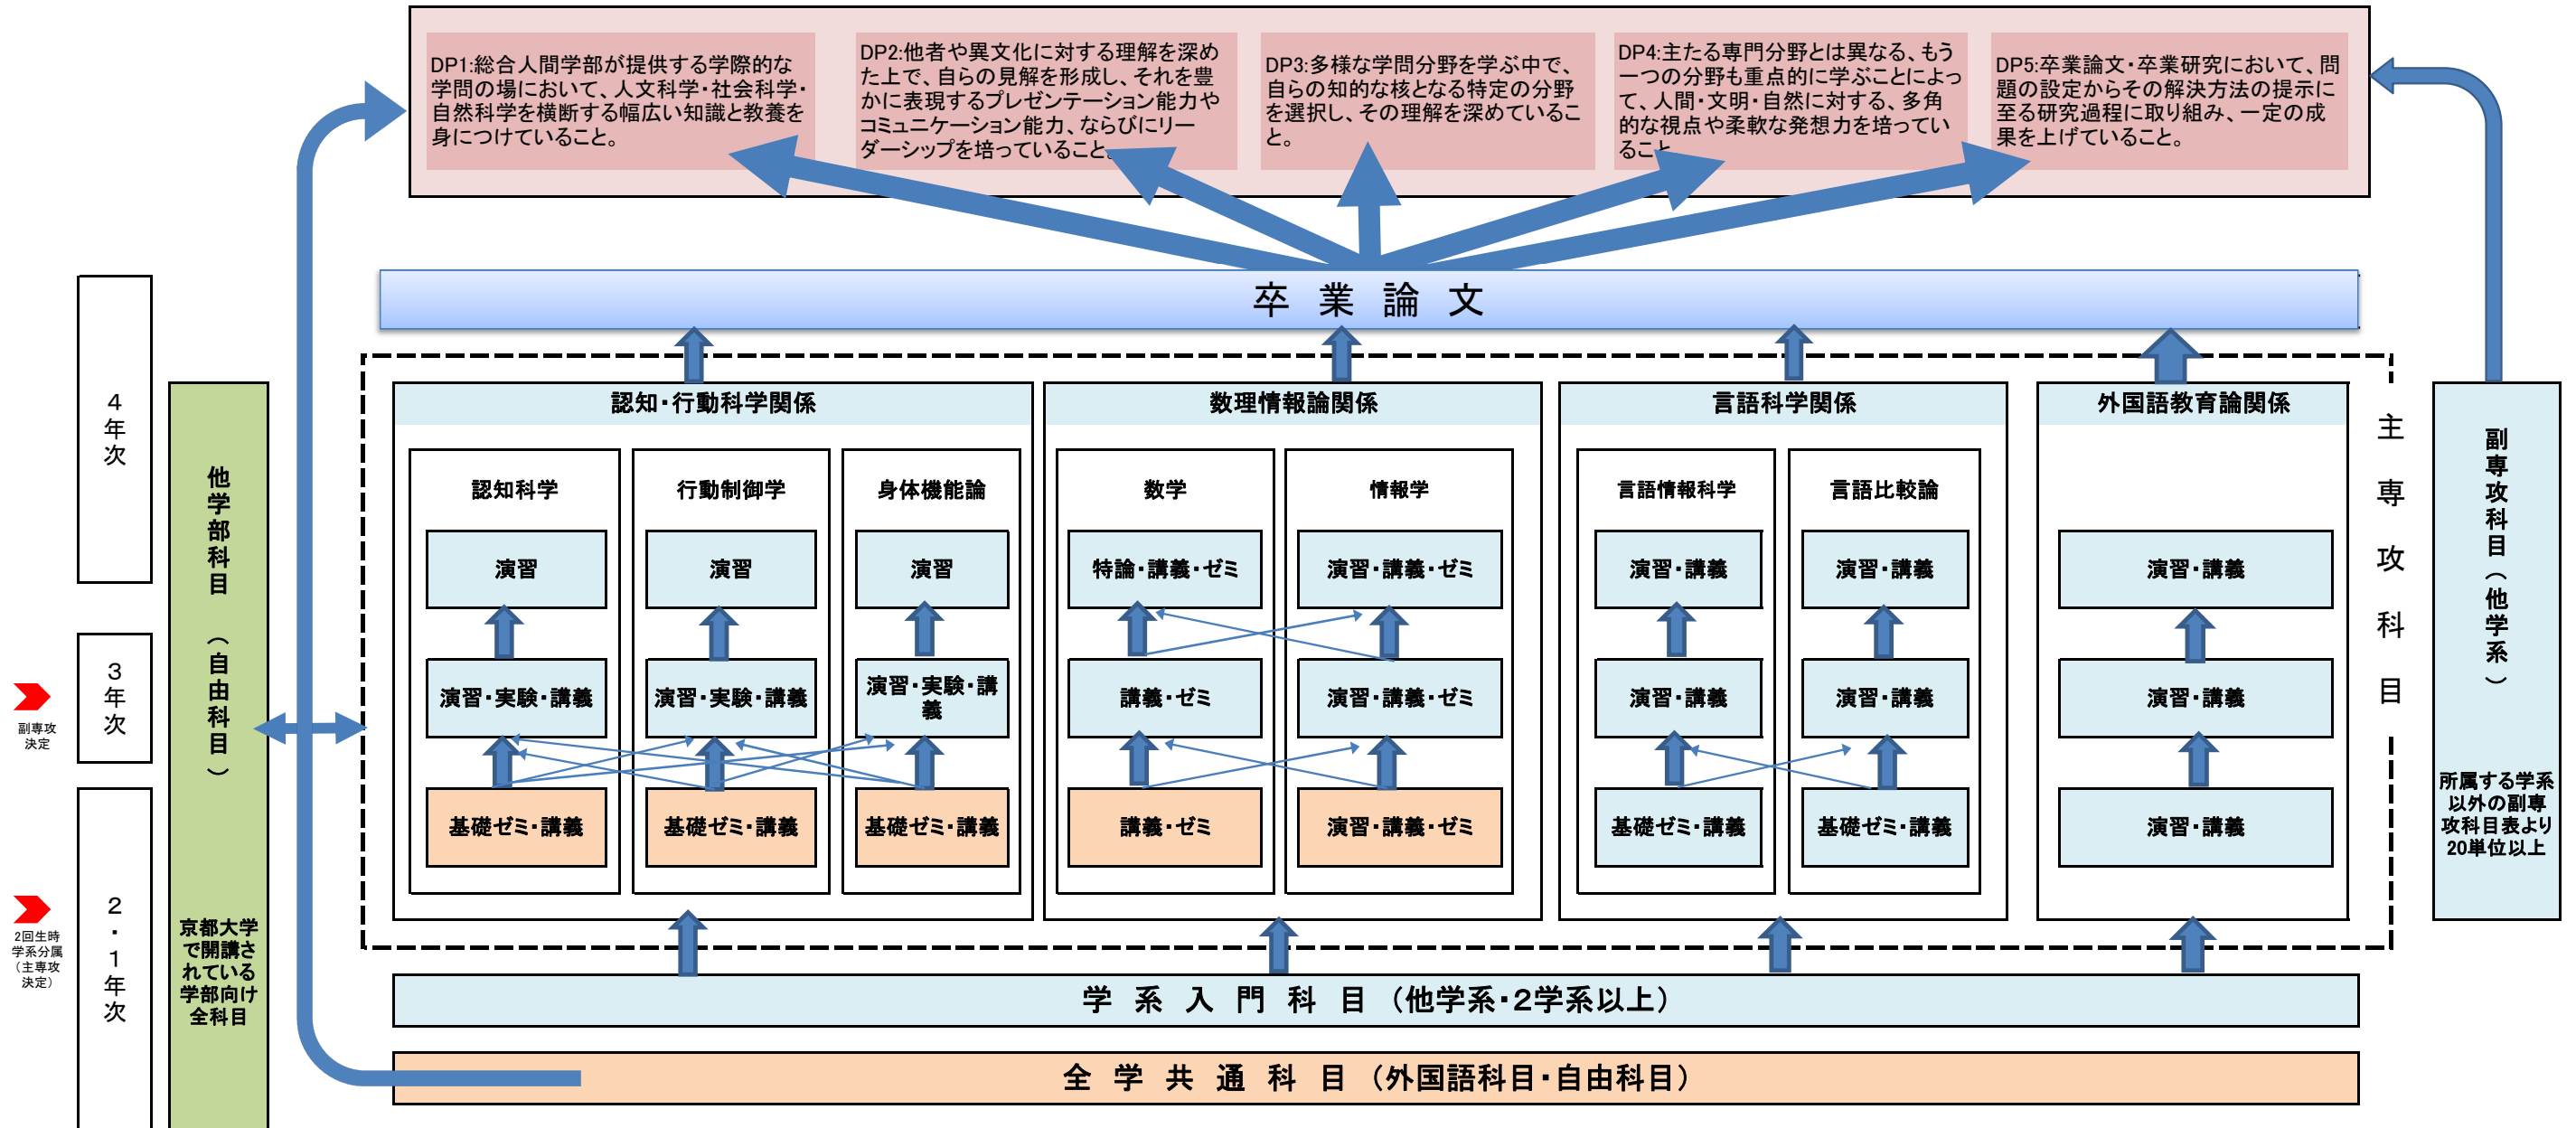 DP1:総合人間学部が提供する学際的な
学問の場において、人文科学・社会科学・
自然科学を横断する幅広い知識と教養を
身につけていること。
DP2:他者や異文化に対する理解を深め
た上で、自らの見解を形成し、それを豊
かに表現するプレゼンテーション能力や
コミュニケーション能力、ならびにリー
ダーシップを培っていること。
DP3:多様な学問分野を学ぶ中で、
自らの知的な核となる特定の分野
を選択し、その理解を深めているこ
と。
DP4:主たる専門分野とは異なる、もう
一つの分野も重点的に学ぶことによっ
て、人間・文明・自然に対する、多角
的な視点や柔軟な発想力を培ってい
ること
DP5:卒業論文・卒業研究において、問
題の設定からその解決方法の提示に
至る研究過程に取り組み、一定の成
果を上げていること。
卒 業 論 文
4年次
3年次
2・1年次
副専攻
決定
2回生時
学系分属
(主専攻
決定)
他学部科目 (自由科目)
京都大学
で開講さ
れている
学部向け
全科目
認知・行動科学関係
認知科学
演習
演習・実験・講義
基礎ゼミ・講義
行動制御学
演習
演習・実験・講義
基礎ゼミ・講義
身体機能論
演習
演習・実験・講
義
基礎ゼミ・講義
数理情報論関係
数学
特論・講義・ゼミ
講義・ゼミ
講義・ゼミ
情報学
演習・講義・ゼミ
演習・講義・ゼミ
演習・講義・ゼミ
言語科学関係
言語情報科学
演習・講義
演習・講義
基礎ゼミ・講義
言語比較論
演習・講義
演習・講義
基礎ゼミ・講義
外国語教育論関係
演習・講義
演習・講義
演習・講義
主専攻科目
副専攻科目(他学系)
所属する学系
以外の副専
攻科目表より
20単位以上
学 系 入 門 科 目 (他学系・2学系以上)
全 学 共 通 科 目 (外国語科目・自由科目)